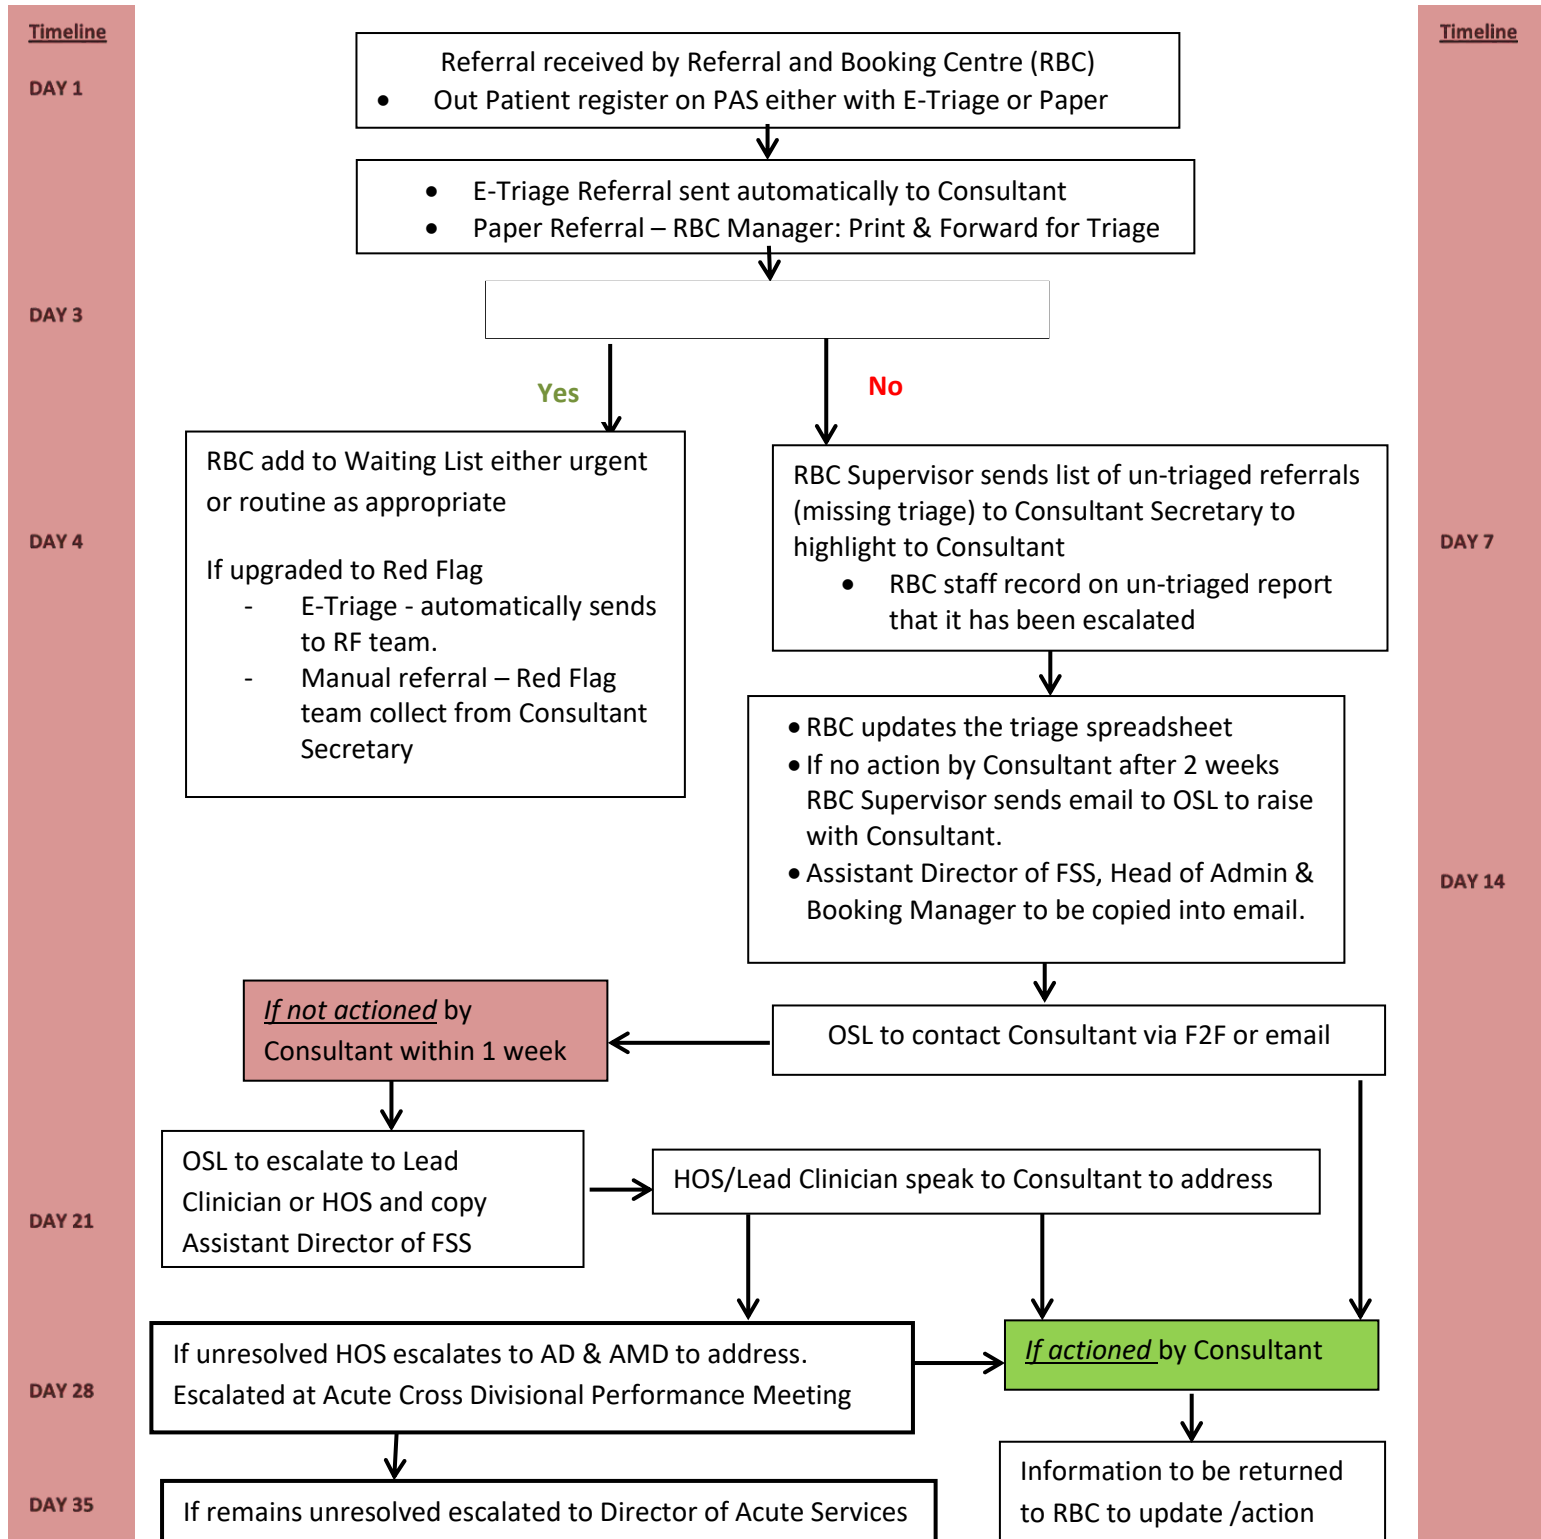 Timeline
Timeline
DAY 1
Referral received by Referral and Booking Centre (RBC)
• Out Patient register on PAS either with E-Triage or Paper
• E-Triage Referral sent automatically to Consultant
• Paper Referral – RBC Manager: Print & Forward for Triage
DAY 3
Yes
No
RBC add to Waiting List either urgent
or routine as appropriate
If upgraded to Red Flag
- E-Triage - automatically sends
to RF team.
- Manual referral – Red Flag
team collect from Consultant
Secretary
DAY 4
RBC Supervisor sends list of un-triaged referrals
(missing triage) to Consultant Secretary to
highlight to Consultant
• RBC staff record on un-triaged report
that it has been escalated
DAY 7
• RBC updates the triage spreadsheet
• If no action by Consultant after 2 weeks
RBC Supervisor sends email to OSL to raise
with Consultant.
• Assistant Director of FSS, Head of Admin &
Booking Manager to be copied into email.
DAY 14
OSL to contact Consultant via F2F or email
If not actioned by
Consultant within 1 week
OSL to escalate to Lead
Clinician or HOS and copy
Assistant Director of FSS
DAY 21
HOS/Lead Clinician speak to Consultant to address
If unresolved HOS escalates to AD & AMD to address.
Escalated at Acute Cross Divisional Performance Meeting
DAY 28
If actioned by Consultant
Information to be returned
to RBC to update /action
DAY 35
If remains unresolved escalated to Director of Acute Services